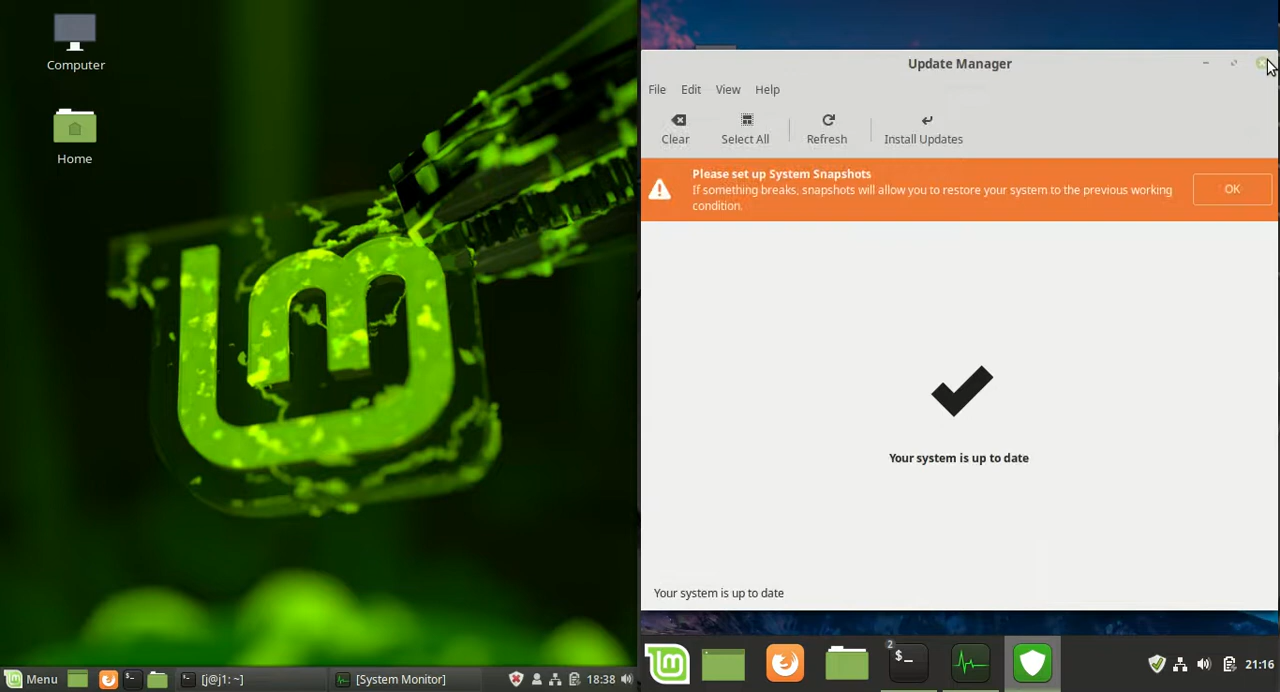 Computer
Home
Menu
[j@j1: ~]
[System Monitor]
18:38
Update Manager
File Edit View Help
Clear Select All Refresh Install Updates
Please set up System Snapshots
If something breaks, snapshots will allow you to restore your system to the previous working
condition.
OK
Your system is up to date
Your system is up to date
2
$_
21:16